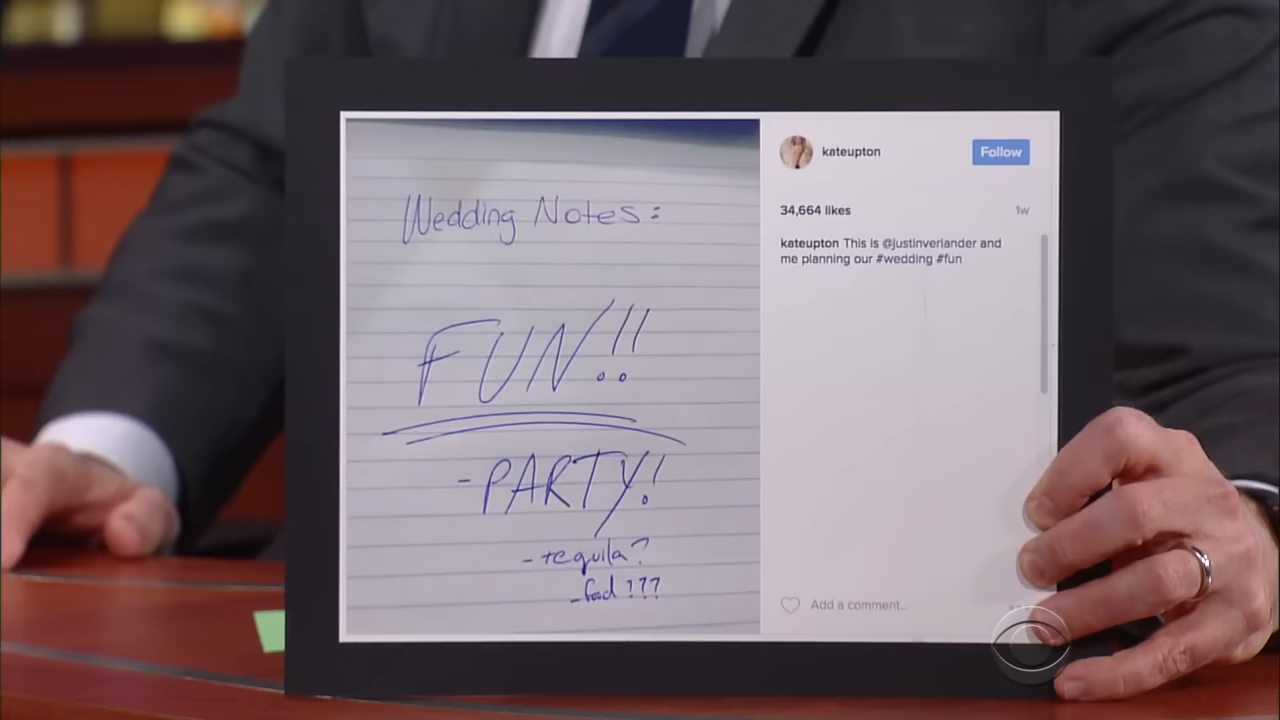 Wedding Notes:
FUN!!
-PARTY!
-tequila?
-food ???
kateupton
Follow
34,664 likes
1w
kateupton This is @justinverlander and
me planning our #wedding #fun
Add a comment...